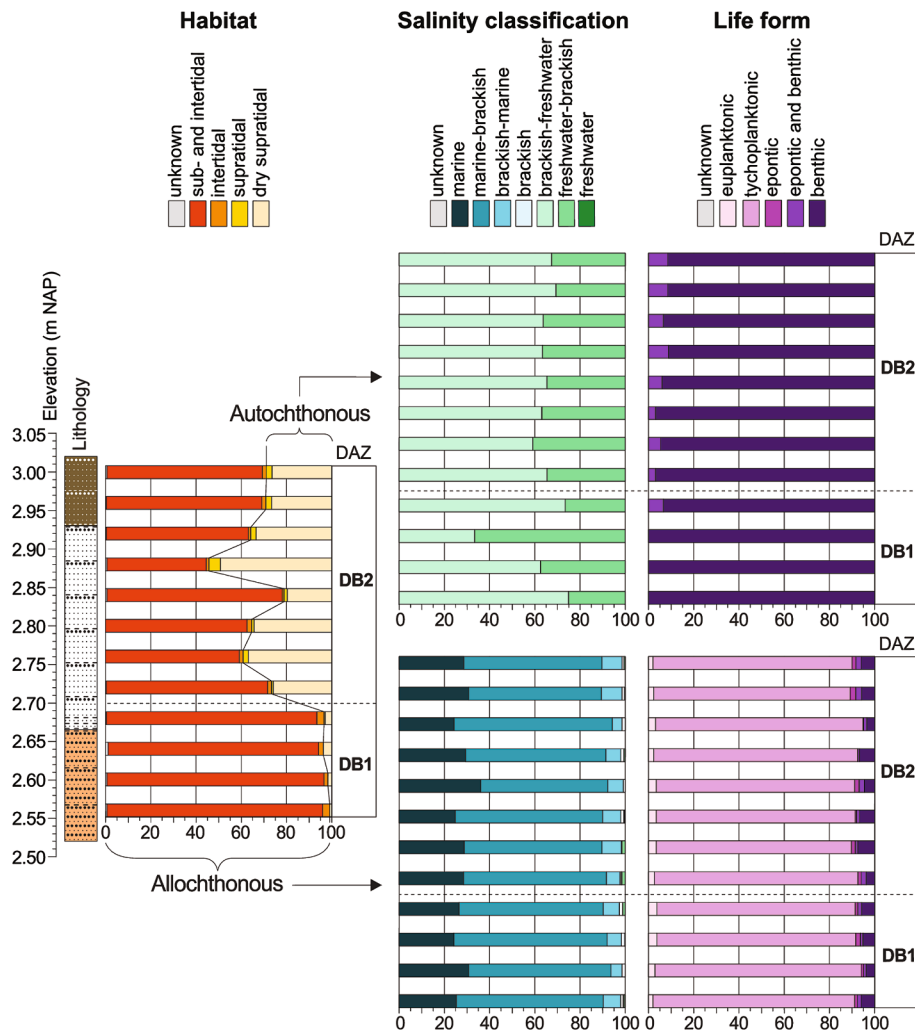 Habitat
Salinity classification
Life form
unknown
sub- and intertidal
intertidal
supratidal
dry supratidal
unknown
marine
marine-brackish
brackish-marine
brackish
brackish-freshwater
freshwater-brackish
freshwater
unknown
euplanktonic
tychoplanktonic
epontic
epontic and benthic
benthic
DAZ
DB2
DB1
0 20 40 60 80 100
0 20 40 60 80 100
Elevation (m NAP)
Lithology
Autochthonous
DAZ
3.05
3.00
2.95
2.90
2.85
2.80
2.75
2.70
2.65
2.60
2.55
2.50
DB2
DB1
0 20 40 60 80 100
Allochthonous
DAZ
DB2
DB1
0 20 40 60 80 100
0 20 40 60 80 100